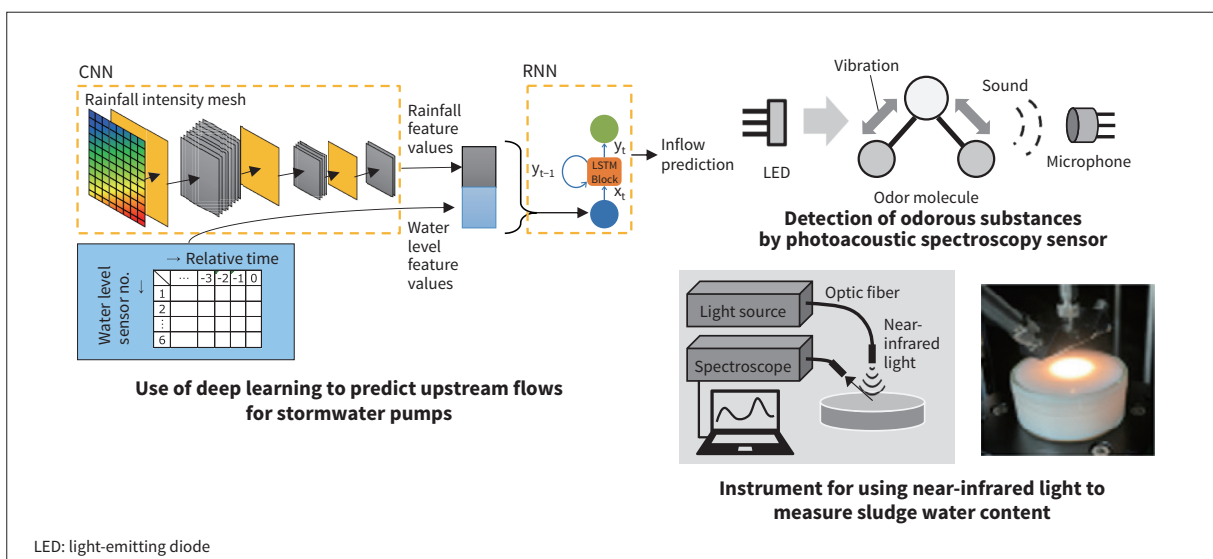 CNN
Rainfall intensity mesh
Rainfall
feature
values
Water
level
feature
values
→ Relative time
Water level
sensor no.
↓
... -3 -2 -1 0
1
2
⋮
6
RNN
y_t
y_{t−1}
LSTM
Block
x_t
Inflow
prediction
Use of deep learning to predict upstream flows
for stormwater pumps
Vibration
Sound
LED
Microphone
Odor molecule
Detection of odorous substances
by photoacoustic spectroscopy sensor
Light source
Optic fiber
Near-
infrared
light
Spectroscope
Instrument for using near-infrared light to
measure sludge water content
LED: light-emitting diode